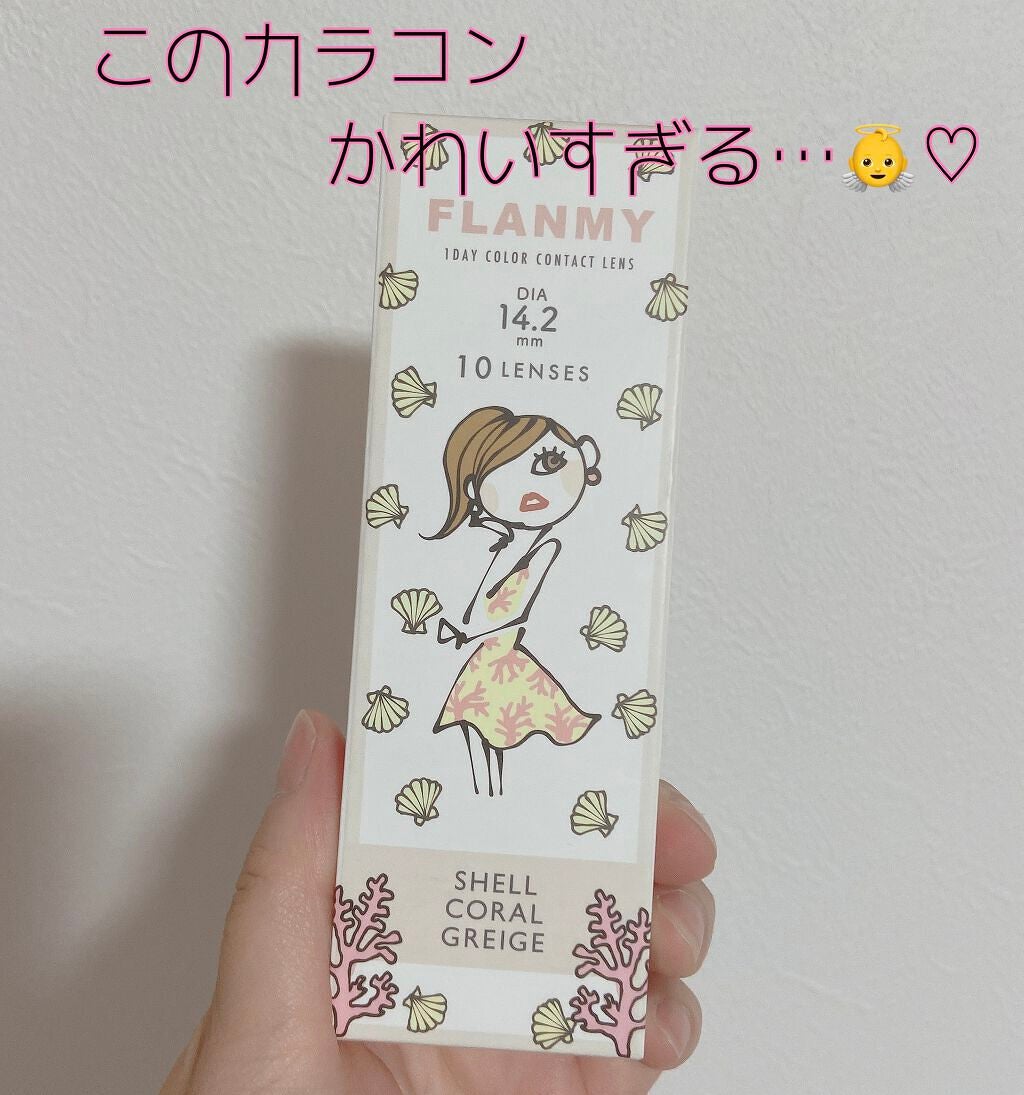 このカラコン
かわいすぎる…👼♡
FLANMY
1DAY COLOR CONTACT LENS
DIA
14.2
mm
10 LENSES
SHELL
CORAL
GREIGE